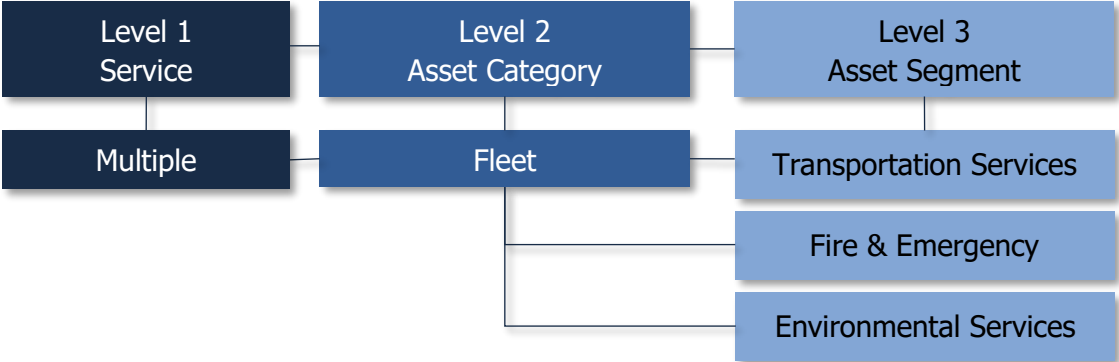 Level 1
Service
Level 2
Asset Category
Level 3
Asset Segment
Multiple
Fleet
Transportation Services
Fire & Emergency
Environmental Services